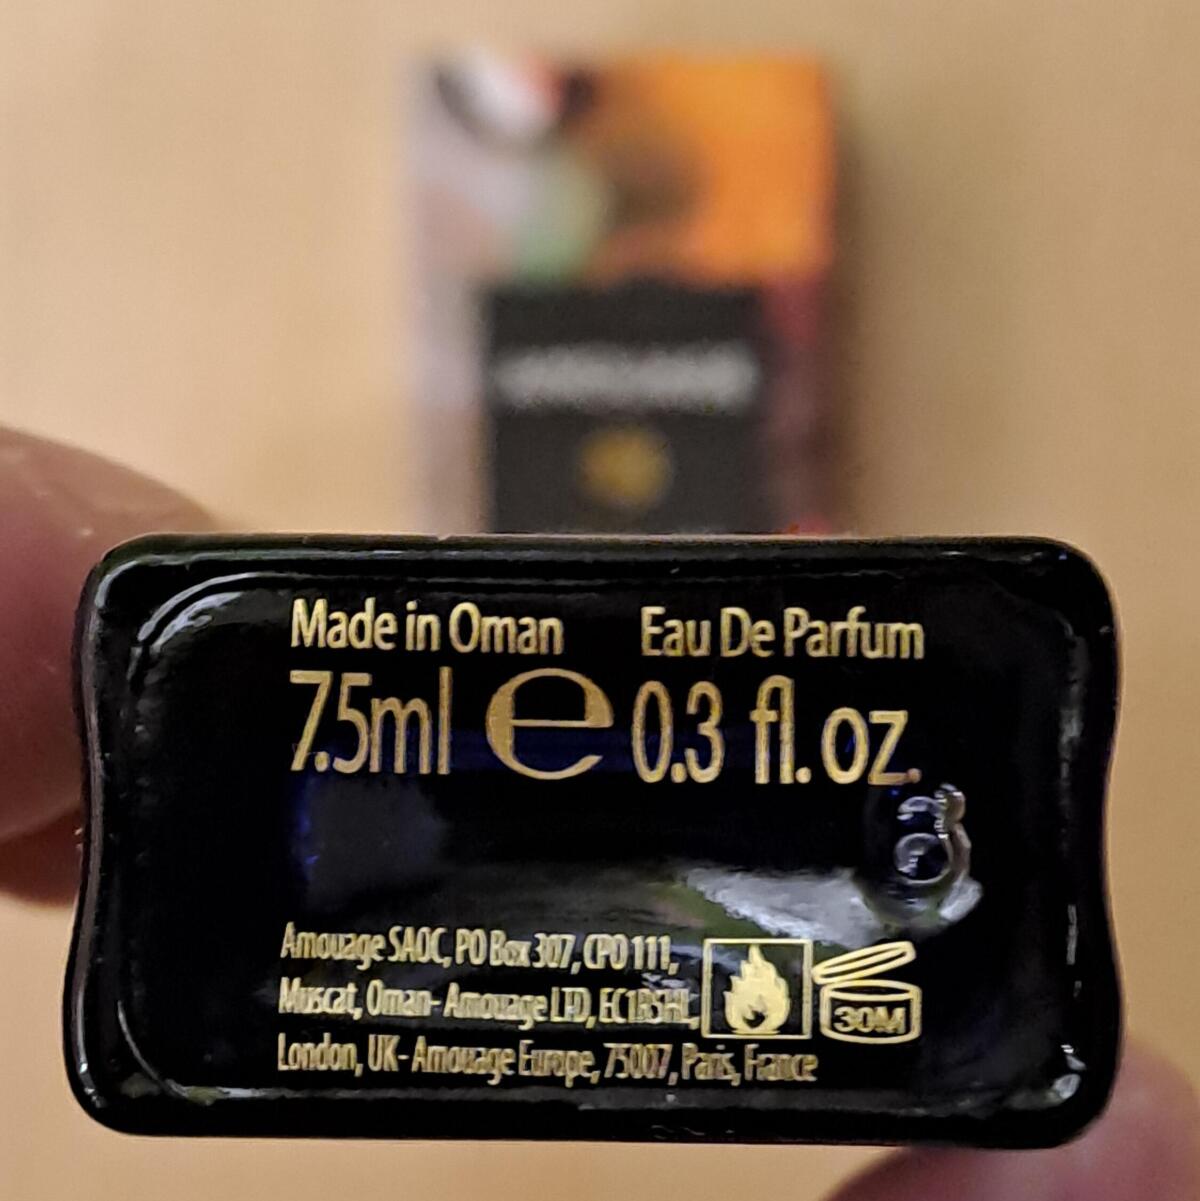 Made in Oman Eau De Parfum
7.5ml e 0.3 fl. oz.
Amouage SAOC, PO Box 307, CPO 111,
Muscat, Oman- Amouage LTD, EC1R5HL,
30M
London, UK- Amouage Europe, 75007, Paris, France